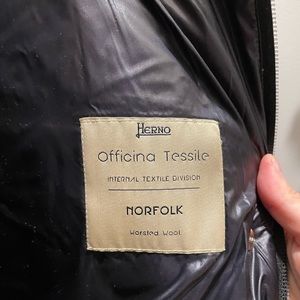 HERNO
Officina Tessile
INTERNAL TEXTILE DIVISION
NORFOLK
Worsted Wool